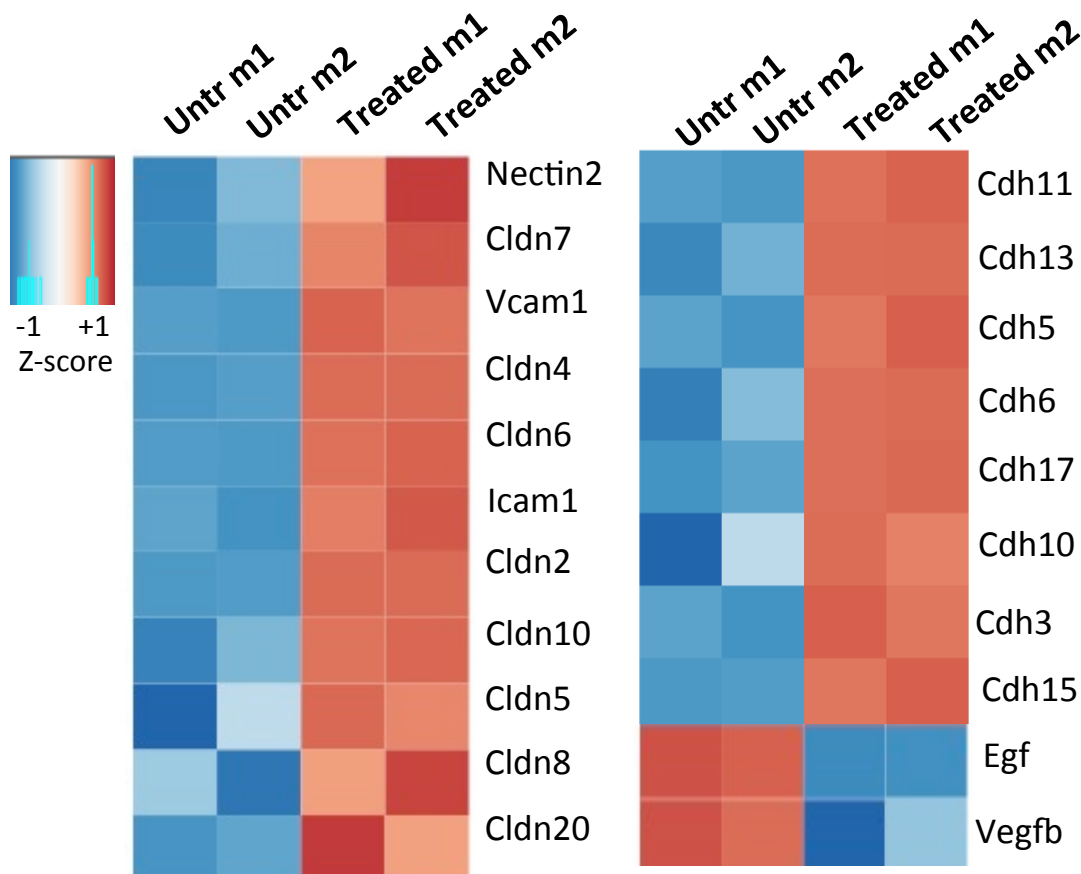 Untr m1
Untr m2
Treated m1
Treated m2
-1 +1
Z-score
Nectin2
Cldn7
Vcam1
Cldn4
Cldn6
Icam1
Cldn2
Cldn10
Cldn5
Cldn8
Cldn20
Untr m1
Untr m2
Treated m1
Treated m2
Cdh11
Cdh13
Cdh5
Cdh6
Cdh17
Cdh10
Cdh3
Cdh15
Egf
Vegfb